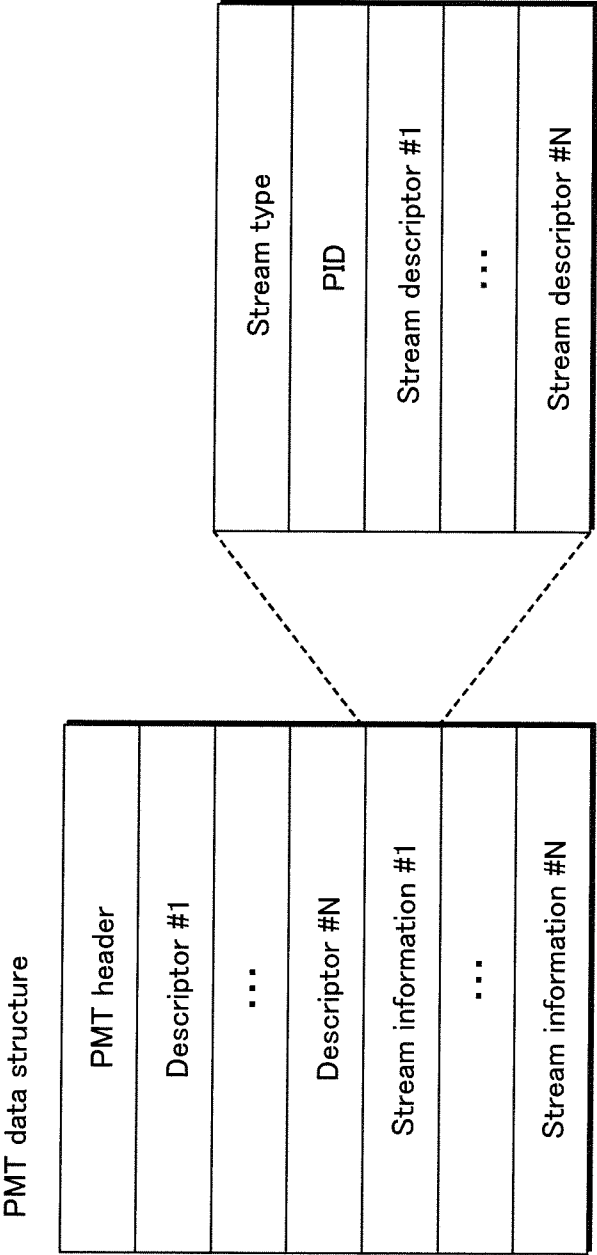 PMT data structure
PMT header
Descriptor #1
...
Descriptor #N
Stream information #1
...
Stream information #N
Stream type
PID
Stream descriptor #1
...
Stream descriptor #N